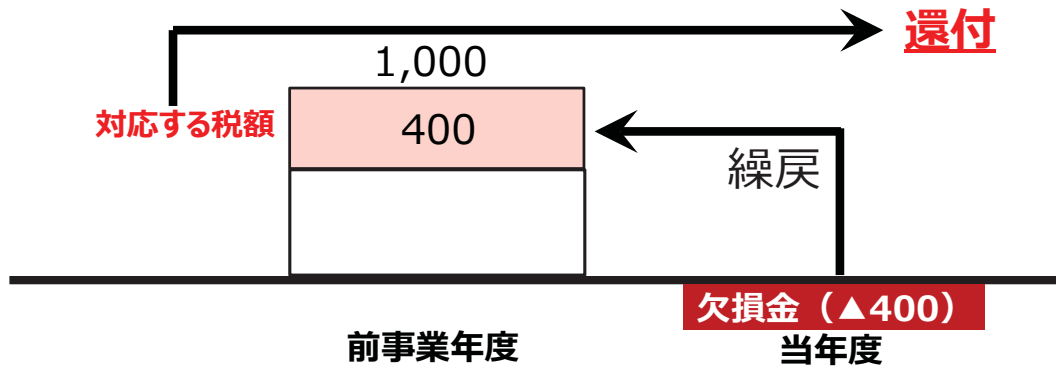 還付
1,000
対応する税額
400
繰戻
欠損金（▲400）
前事業年度
当年度